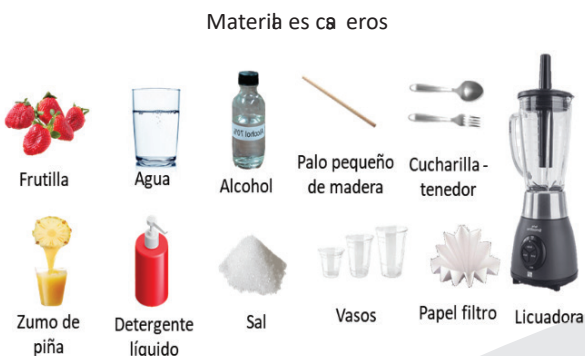 Materia es ca eros
Frutilla
Agua
Alcohol
Palo pequeño
de madera
Cucharilla -
tenedor
Zumo de
piña
Detergente
líquido
Sal
Vasos
Papel filtro
Licuadora